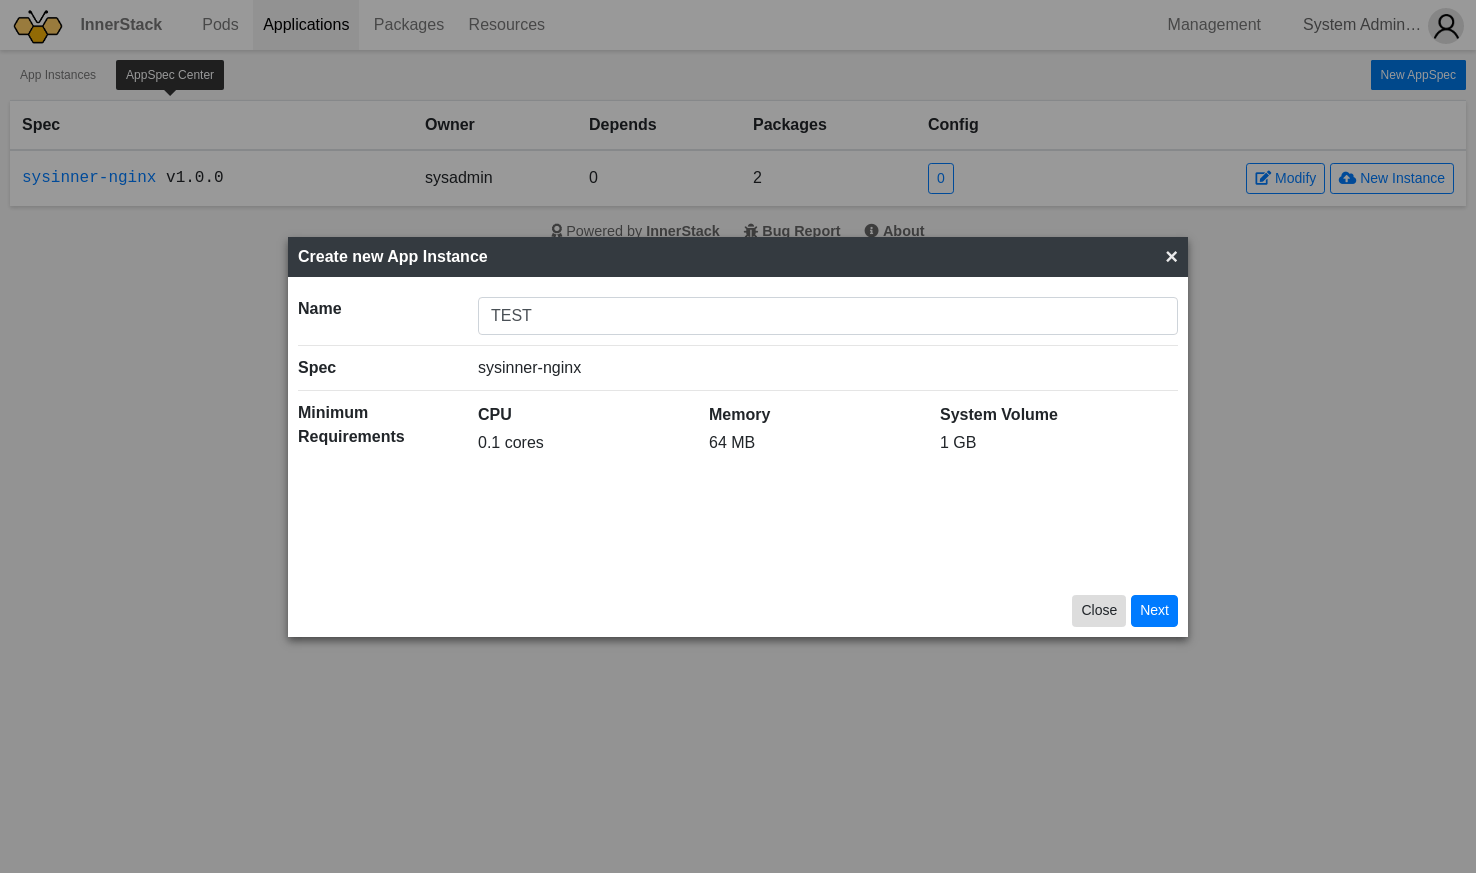 InnerStack Pods Applications Packages Resources Management System Admin…
App Instances AppSpec Center New AppSpec
Spec Owner Depends Packages Config
sysinner-nginx v1.0.0 sysadmin 0 2 0 Modify New Instance
Powered by InnerStack Bug Report About
Create new App Instance ×
Name TEST
Spec sysinner-nginx
Minimum Requirements
CPU Memory System Volume
0.1 cores 64 MB 1 GB
Close Next